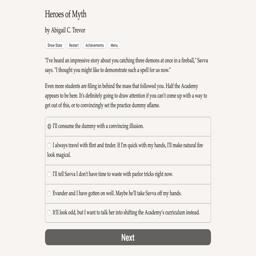 Heroes of Myth
by Abigail C. Trevor
Show Stats Restart Achievements Menu
"I've heard an impressive story about you catching three demons at once in a fireball," Savva
says. "I thought you might like to demonstrate such a spell for us now."
Even more students are filing in behind the mass that followed you. Half the Academy
appears to be here. It's definitely going to draw attention if you can't come up with a way to
get out of this, or to convincingly set the practice dummy aflame.
I'll consume the dummy with a convincing illusion.
I always travel with flint and tinder. If I'm quick with my hands, I'll make natural fire
look magical.
I'll tell Savva I don't have time to waste with parlor tricks right now.
Evander and I have gotten on well. Maybe he'll take Savva off my hands.
It'll look odd, but I want to talk her into shifting the Academy's curriculum instead.
Next